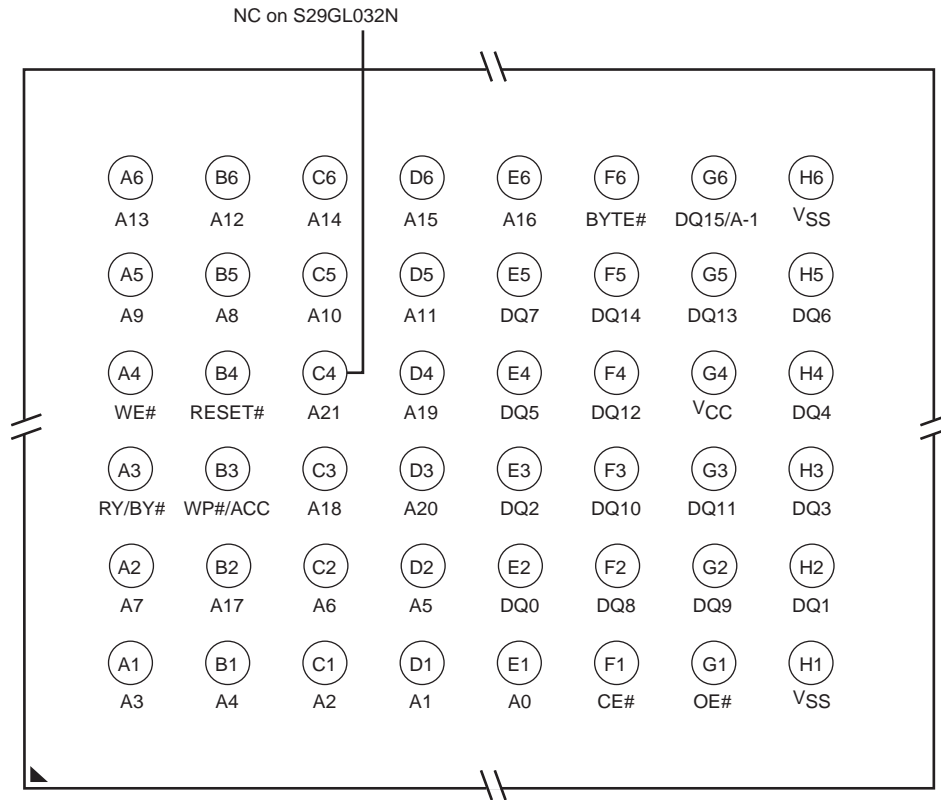 NC on S29GL032N
A6 B6 C6 D6 E6 F6 G6 H6
A13 A12 A14 A15 A16 BYTE# DQ15/A-1 VSS
A5 B5 C5 D5 E5 F5 G5 H5
A9 A8 A10 A11 DQ7 DQ14 DQ13 DQ6
A4 B4 C4 D4 E4 F4 G4 H4
WE# RESET# A21 A19 DQ5 DQ12 VCC DQ4
A3 B3 C3 D3 E3 F3 G3 H3
RY/BY# WP#/ACC A18 A20 DQ2 DQ10 DQ11 DQ3
A2 B2 C2 D2 E2 F2 G2 H2
A7 A17 A6 A5 DQ0 DQ8 DQ9 DQ1
A1 B1 C1 D1 E1 F1 G1 H1
A3 A4 A2 A1 A0 CE# OE# VSS